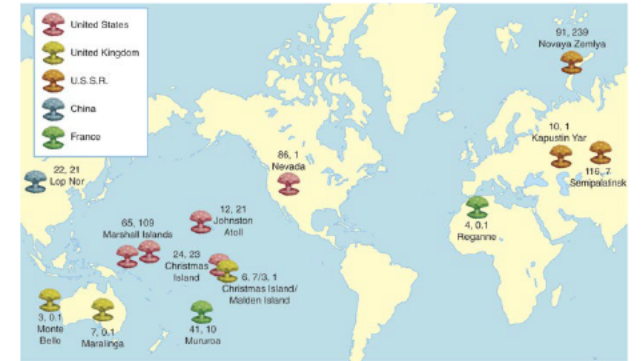 United States
United Kingdom
U.S.S.R.
China
France
91, 239
Novaya Zemlya
10, 1
Kapustin Yar
116, 7
Semipalatinsk
86, 1
Nevada
22, 21
Lop Nor
4, 0.1
Reganne
12, 21
Johnston
Atoll
65, 109
Marshall Islands
24, 23
Christmas
Island
6, 7/3, 1
Christmas Island/
Malden Island
3, 0.1
Monte
Bello
7, 0.1
Maralinga
41, 10
Mururoa